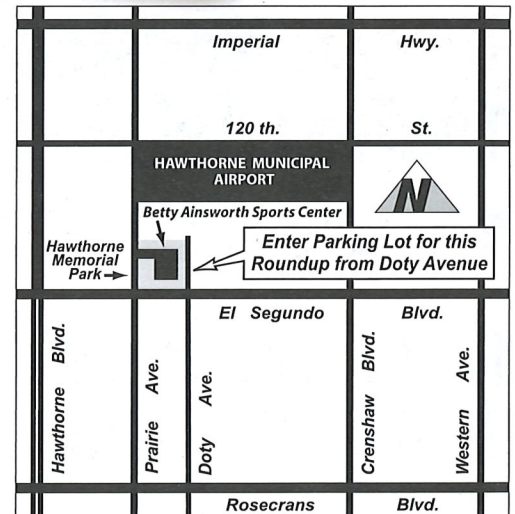 Imperial Hwy.
120 th. St.
HAWTHORNE MUNICIPAL
AIRPORT
N
Betty Ainsworth Sports Center
Hawthorne
Memorial
Park
Enter Parking Lot for this
Roundup from Doty Avenue
El Segundo Blvd.
Hawthorne Blvd.
Prairie Ave.
Doty Ave.
Crenshaw Blvd.
Western Ave.
Rosecrans Blvd.